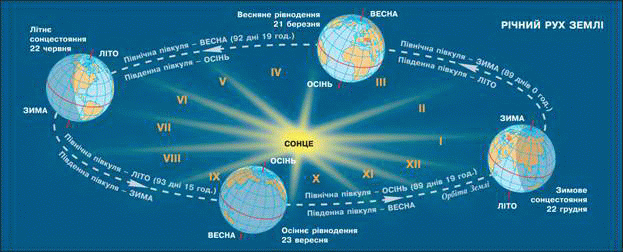 РІЧНИЙ РУХ ЗЕМЛІ
Літнє
сонцестояння
22 червня
ЛІТО
ЗИМА
Північна півкуля – ВЕСНА (92 дні 19 год.)
Південна півкуля – ОСІНЬ
Весняне рівнодення
21 березня
ВЕСНА
ОСІНЬ
Північна півкуля – ЗИМА (89 днів 0 год.)
Південна півкуля – ЛІТО
III
IV
V
VI
II
VII
I
VIII
XII
IX
X
XI
СОНЦЕ
ЗИМА
ЛІТО
Зимове
сонцестояння
22 грудня
Північна півкуля – ЛІТО (93 дні 15 год.)
Південна півкуля – ЗИМА
ОСІНЬ
ВЕСНА
Осіннє рівнодення
23 вересня
Північна півкуля – ОСІНЬ (89 днів 19 год.)
Південна півкуля – ВЕСНА
Орбіта Землі